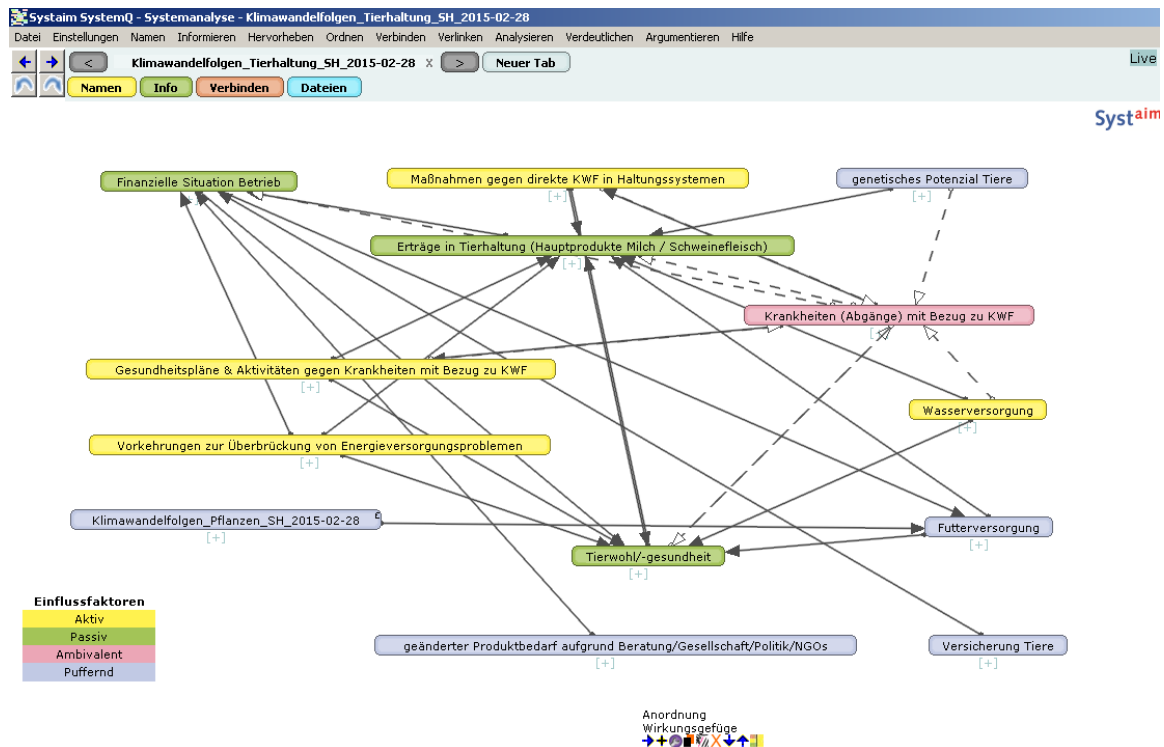 Systaim SystemQ - Systemanalyse - Klimawandelfolgen_Tierhaltung_SH_2015-02-28
Datei Einstellungen Namen Informieren Hervorheben Ordnen Verbinden Verlinken Analysieren Verdeutlichen Argumentieren Hilfe
< Klimawandelfolgen_Tierhaltung_SH_2015-02-28 X > Neuer Tab Live
Namen Info Verbinden Dateien
Systaim
Finanzielle Situation Betrieb
Maßnahmen gegen direkte KWF in Haltungssystemen
[+]
genetisches Potenzial Tiere
[+]
Erträge in Tierhaltung (Hauptprodukte Milch / Schweinefleisch)
[+]
Krankheiten (Abgänge) mit Bezug zu KWF
Gesundheitspläne & Aktivitäten gegen Krankheiten mit Bezug zu KWF
[+]
Wasserversorgung
[+]
Vorkehrungen zur Überbrückung von Energieversorgungsproblemen
[+]
Klimawandelfolgen_Pflanzen_SH_2015-02-28
[+]
Futterversorgung
[+]
Tierwohl/-gesundheit
[+]
Einflussfaktoren
Aktiv
Passiv
Ambivalent
Puffernd
geänderter Produktbedarf aufgrund Beratung/Gesellschaft/Politik/NGOs
[+]
Versicherung Tiere
[+]
Anordnung
Wirkungsgefüge